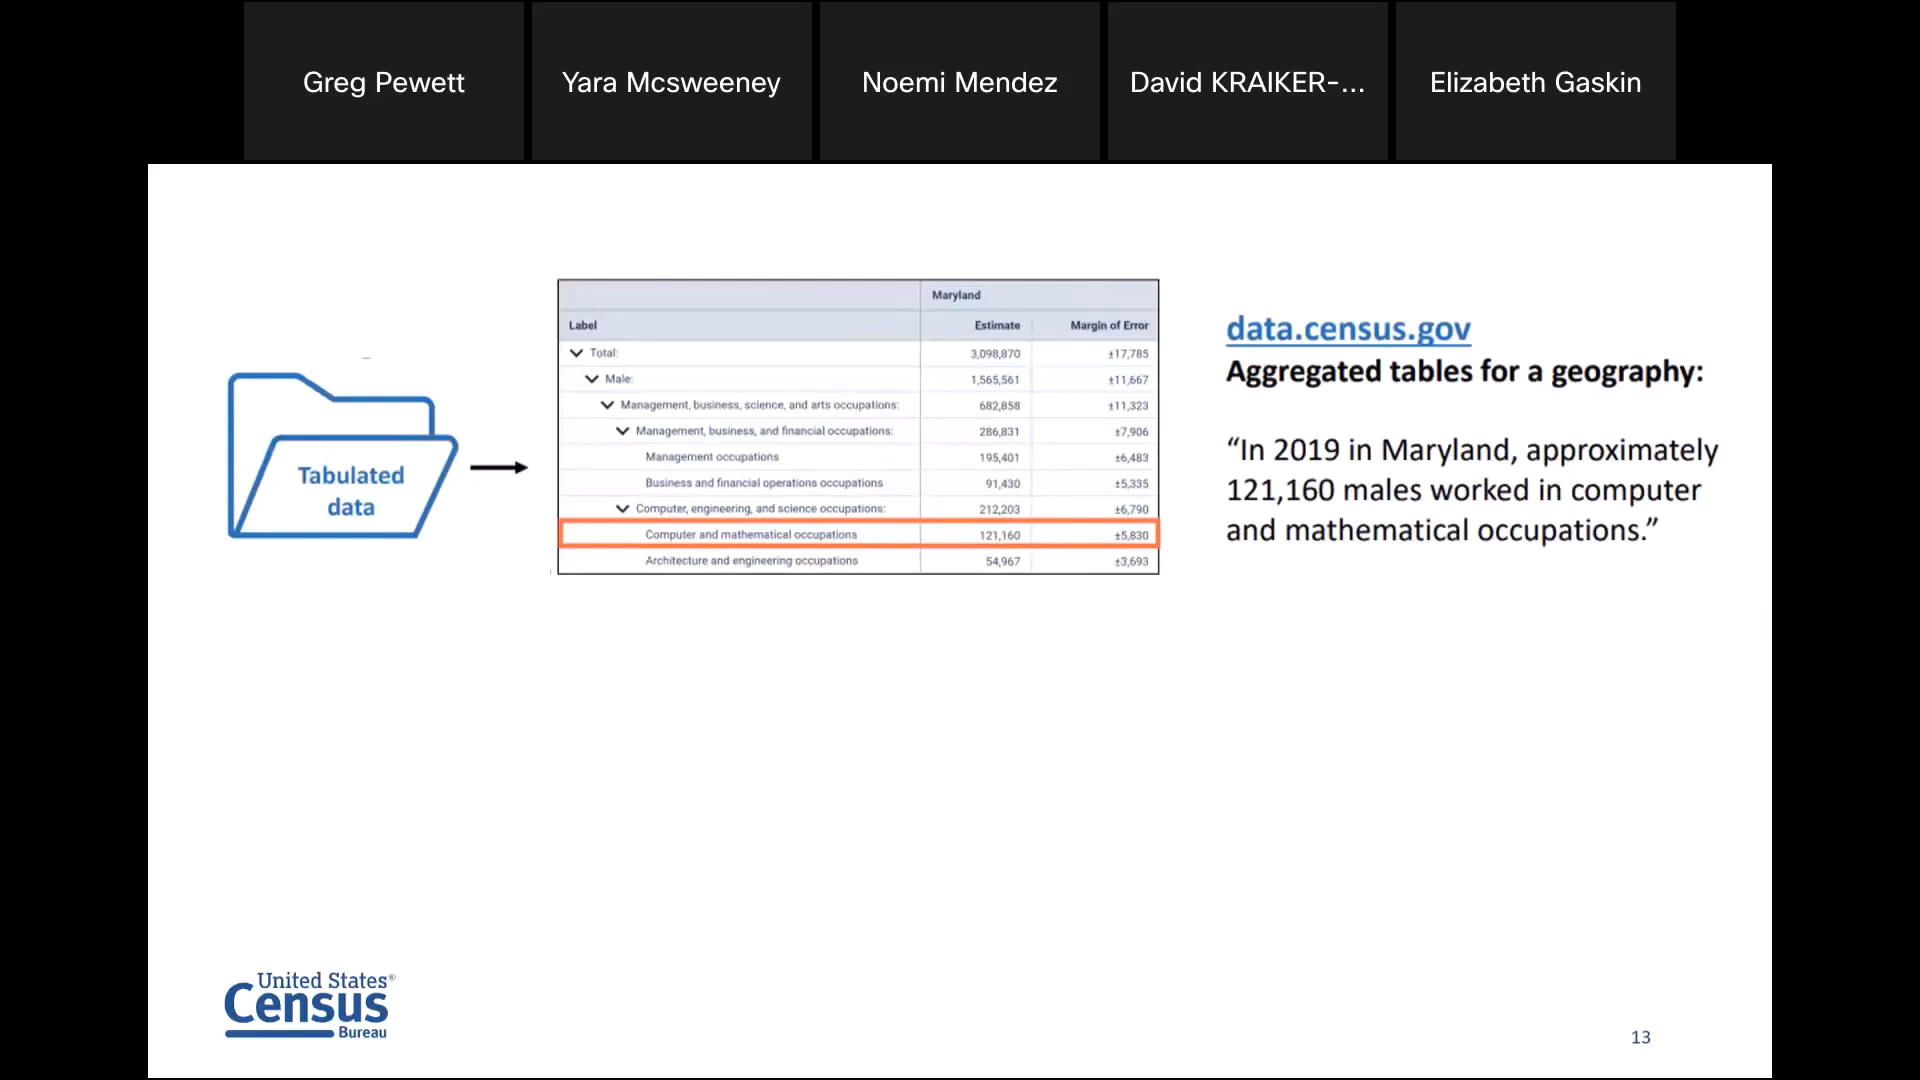 Greg Pewett
Yara Mcsweeney
Noemi Mendez
David KRAIKER-...
Elizabeth Gaskin
Tabulated
data
Maryland
Label Estimate Margin of Error
Total: 3,098,870 ±17,785
Male: 1,565,561 ±11,667
Management, business, science, and arts occupations: 682,858 ±11,323
Management, business, and financial occupations: 286,831 ±7,906
Management occupations 195,401 ±6,483
Business and financial operations occupations 91,430 ±5,335
Computer, engineering, and science occupations: 212,203 ±6,790
Computer and mathematical occupations 121,160 ±5,830
Architecture and engineering occupations 54,967 ±3,693
data.census.gov
Aggregated tables for a geography:
“In 2019 in Maryland, approximately
121,160 males worked in computer
and mathematical occupations.”
United States®
Census
Bureau
13